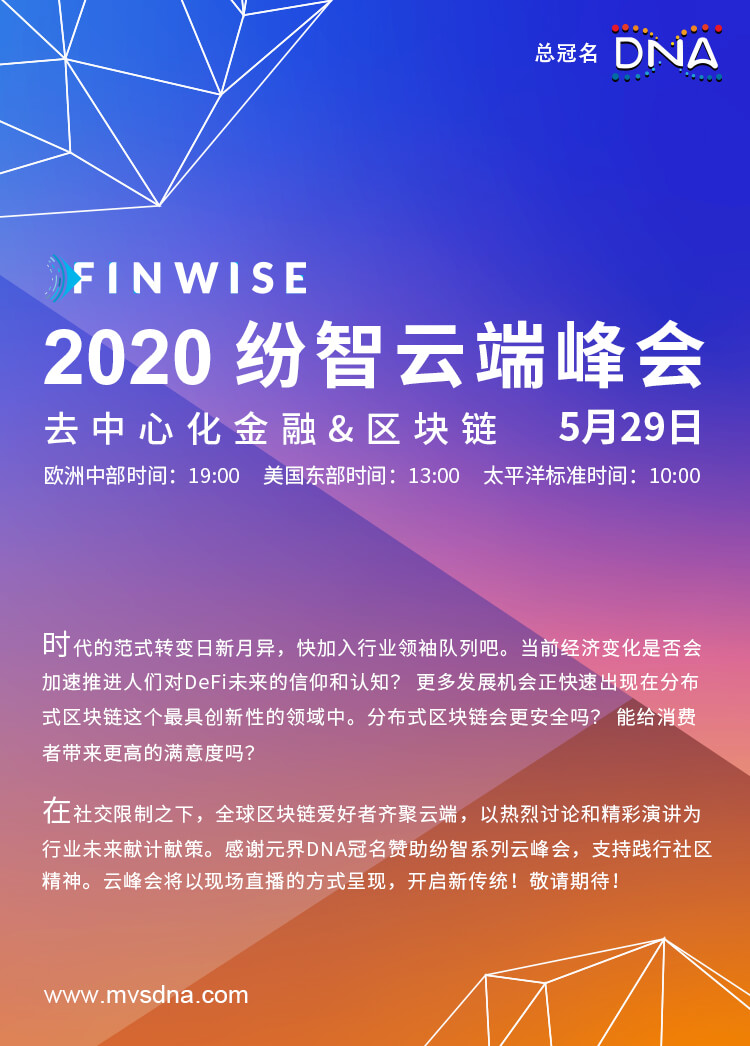 总冠名 DNA
FINWISE
2020 纷智云端峰会
去中心化金融&区块链 5月29日
欧洲中部时间：19:00 美国东部时间：13:00 太平洋标准时间：10:00
时代的范式转变日新月异，快加入行业领袖队列吧。当前经济变化是否会
加速推进人们对DeFi未来的信仰和认知？ 更多发展机会正快速出现在分布
式区块链这个最具创新性的领域中。分布式区块链会更安全吗？ 能给消费
者带来更高的满意度吗？
在社交限制之下，全球区块链爱好者齐聚云端，以热烈讨论和精彩演讲为
行业未来献计献策。感谢元界DNA冠名赞助纷智系列云峰会，支持践行社区
精神。云峰会将以现场直播的方式呈现，开启新传统！敬请期待！
www.mvsdna.com